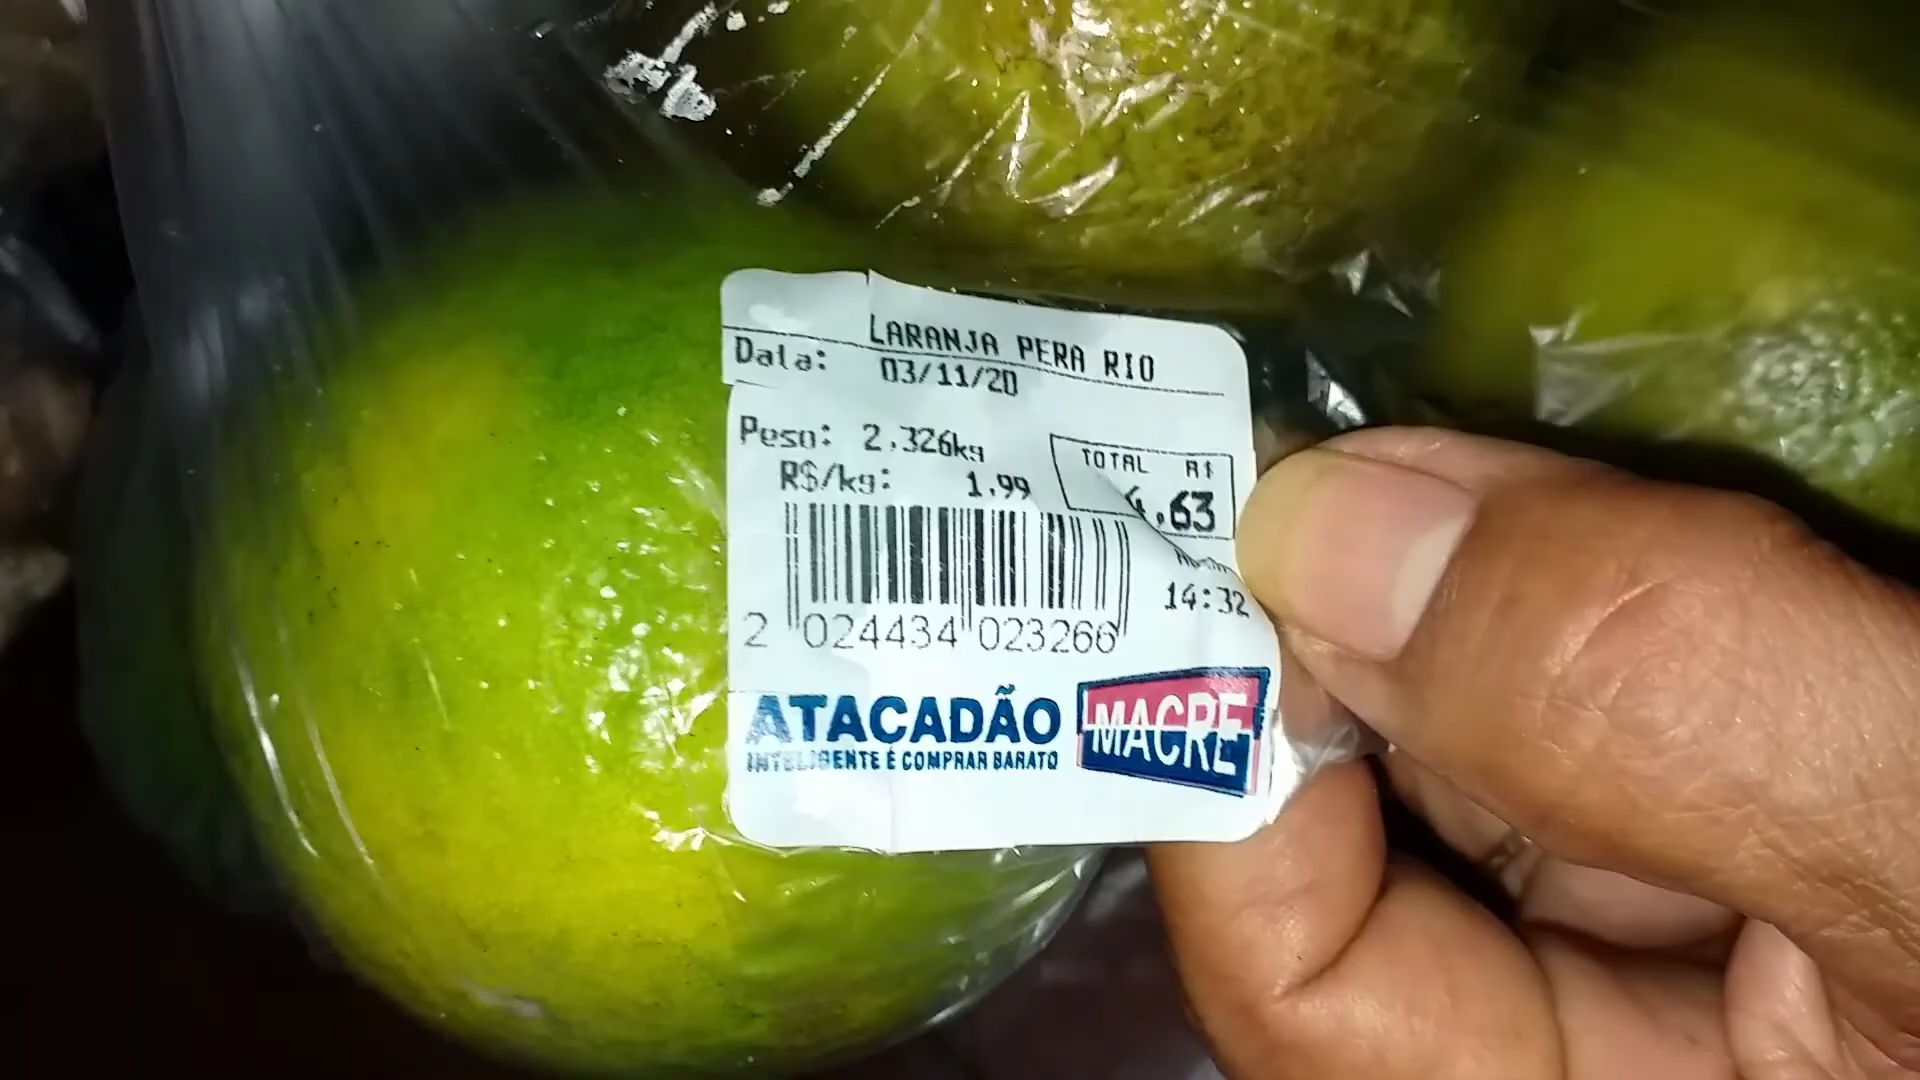 LARANJA PERA RIO
Data: 03/11/20
Peso: 2.326kg
R$/kg: 1.99
TOTAL R$
4.63
14:32
2 024434 023266
ATACADÃO
INTELIGENTE É COMPRAR BARATO
MACRE